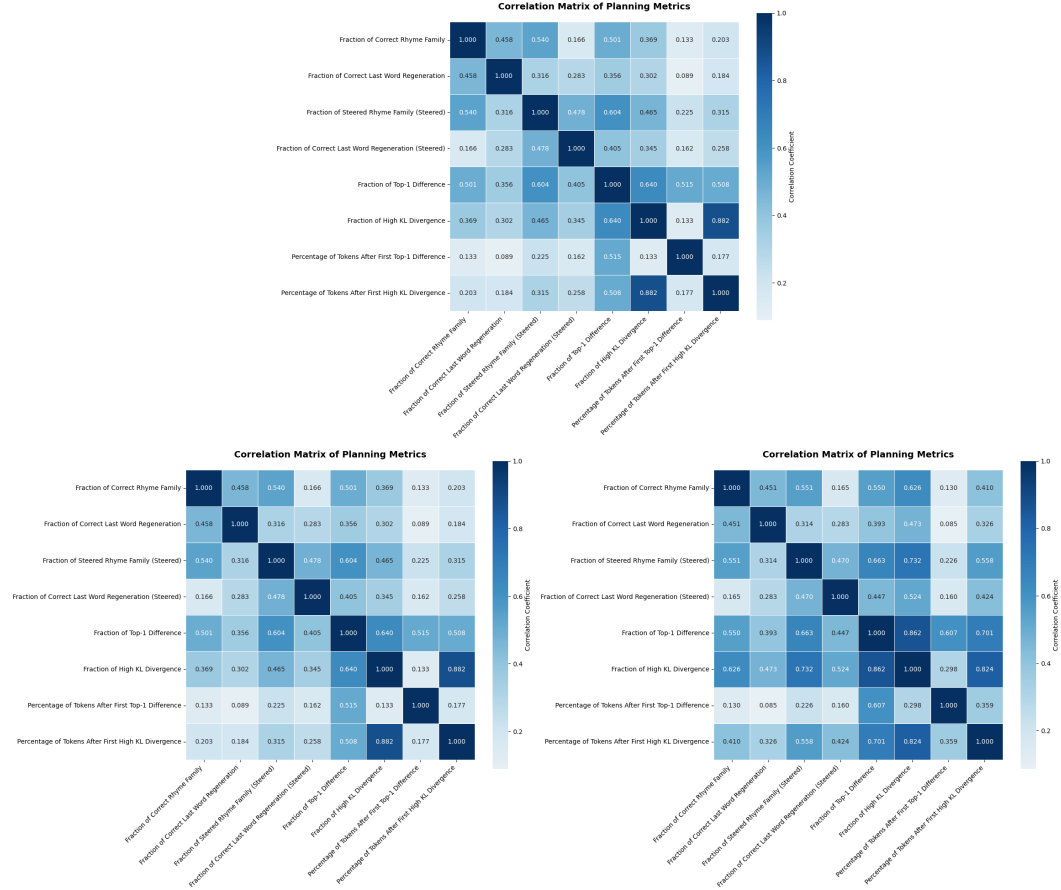 Correlation Matrix of Planning Metrics
Fraction of Correct Rhyme Family 1.000 0.458 0.540 0.166 0.501 0.369 0.133 0.203
Fraction of Correct Last Word Regeneration 0.458 1.000 0.316 0.283 0.356 0.302 0.089 0.184
Fraction of Steered Rhyme Family (Steered) 0.540 0.316 1.000 0.478 0.604 0.465 0.225 0.315
Fraction of Correct Last Word Regeneration (Steered) 0.166 0.283 0.478 1.000 0.405 0.345 0.162 0.258
Fraction of Top-1 Difference 0.501 0.356 0.604 0.405 1.000 0.640 0.515 0.508
Fraction of High KL Divergence 0.369 0.302 0.465 0.345 0.640 1.000 0.133 0.882
Percentage of Tokens After First Top-1 Difference 0.133 0.089 0.225 0.162 0.515 0.133 1.000 0.177
Percentage of Tokens After First High KL Divergence 0.203 0.184 0.315 0.258 0.508 0.882 0.177 1.000
Fraction of Correct Rhyme Family
Fraction of Correct Last Word Regeneration
Fraction of Steered Rhyme Family (Steered)
Fraction of Correct Last Word Regeneration (Steered)
Fraction of Top-1 Difference
Fraction of High KL Divergence
Percentage of Tokens After First Top-1 Difference
Percentage of Tokens After First High KL Divergence
1.0
0.8
0.6
0.4
0.2
Correlation Coefficient
Correlation Matrix of Planning Metrics
Fraction of Correct Rhyme Family 1.000 0.458 0.540 0.166 0.501 0.369 0.133 0.203
Fraction of Correct Last Word Regeneration 0.458 1.000 0.316 0.283 0.356 0.302 0.089 0.184
Fraction of Steered Rhyme Family (Steered) 0.540 0.316 1.000 0.478 0.604 0.465 0.225 0.315
Fraction of Correct Last Word Regeneration (Steered) 0.166 0.283 0.478 1.000 0.405 0.345 0.162 0.258
Fraction of Top-1 Difference 0.501 0.356 0.604 0.405 1.000 0.640 0.515 0.508
Fraction of High KL Divergence 0.369 0.302 0.465 0.345 0.640 1.000 0.133 0.882
Percentage of Tokens After First Top-1 Difference 0.133 0.089 0.225 0.162 0.515 0.133 1.000 0.177
Percentage of Tokens After First High KL Divergence 0.203 0.184 0.315 0.258 0.508 0.882 0.177 1.000
Fraction of Correct Rhyme Family
Fraction of Correct Last Word Regeneration
Fraction of Steered Rhyme Family (Steered)
Fraction of Correct Last Word Regeneration (Steered)
Fraction of Top-1 Difference
Fraction of High KL Divergence
Percentage of Tokens After First Top-1 Difference
Percentage of Tokens After First High KL Divergence
1.0
0.8
0.6
0.4
0.2
Correlation Coefficient
Correlation Matrix of Planning Metrics
Fraction of Correct Rhyme Family 1.000 0.451 0.551 0.165 0.550 0.626 0.130 0.410
Fraction of Correct Last Word Regeneration 0.451 1.000 0.314 0.283 0.393 0.473 0.085 0.326
Fraction of Steered Rhyme Family (Steered) 0.551 0.314 1.000 0.470 0.663 0.732 0.226 0.558
Fraction of Correct Last Word Regeneration (Steered) 0.165 0.283 0.470 1.000 0.447 0.524 0.160 0.424
Fraction of Top-1 Difference 0.550 0.393 0.663 0.447 1.000 0.862 0.607 0.701
Fraction of High KL Divergence 0.626 0.473 0.732 0.524 0.862 1.000 0.298 0.824
Percentage of Tokens After First Top-1 Difference 0.130 0.085 0.226 0.160 0.607 0.298 1.000 0.359
Percentage of Tokens After First High KL Divergence 0.410 0.326 0.558 0.424 0.701 0.824 0.359 1.000
Fraction of Correct Rhyme Family
Fraction of Correct Last Word Regeneration
Fraction of Steered Rhyme Family (Steered)
Fraction of Correct Last Word Regeneration (Steered)
Fraction of Top-1 Difference
Fraction of High KL Divergence
Percentage of Tokens After First Top-1 Difference
Percentage of Tokens After First High KL Divergence
1.0
0.8
0.6
0.4
0.2
Correlation Coefficient